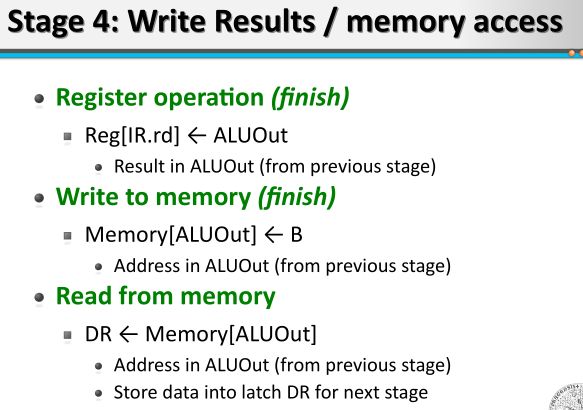 Stage 4: Write Results / memory access
Register operation (finish)
Reg[IR.rd] ← ALUOut
Result in ALUOut (from previous stage)
Write to memory (finish)
Memory[ALUOut] ← B
Address in ALUOut (from previous stage)
Read from memory
DR ← Memory[ALUOut]
Address in ALUOut (from previous stage)
Store data into latch DR for next stage